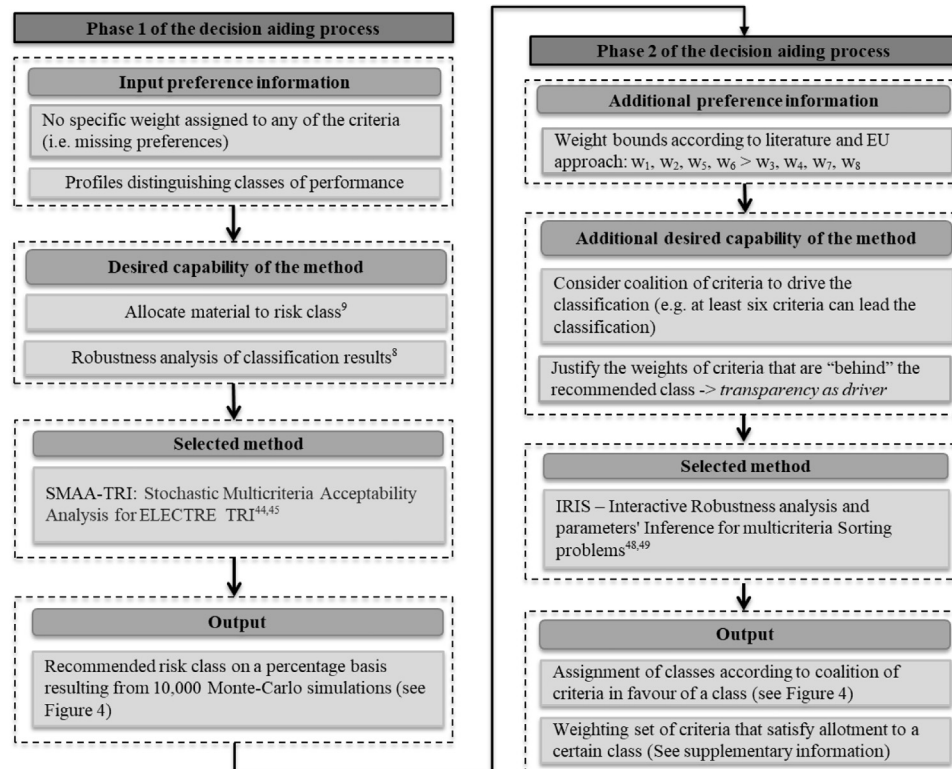 Phase 1 of the decision aiding process
Input preference information
No specific weight assigned to any of the criteria
(i.e. missing preferences)
Profiles distinguishing classes of performance
Desired capability of the method
Allocate material to risk class⁹
Robustness analysis of classification results⁸
Selected method
SMAA-TRI: Stochastic Multicriteria Acceptability
Analysis for ELECTRE TRI⁴⁴,⁴⁵
Output
Recommended risk class on a percentage basis
resulting from 10,000 Monte-Carlo simulations (see
Figure 4)
Phase 2 of the decision aiding process
Additional preference information
Weight bounds according to literature and EU
approach: w₁, w₂, w₅, w₆ > w₃, w₄, w₇, w₈
Additional desired capability of the method
Consider coalition of criteria to drive the
classification (e.g. at least six criteria can lead the
classification)
Justify the weights of criteria that are “behind” the
recommended class -> transparency as driver
Selected method
IRIS – Interactive Robustness analysis and
parameters' Inference for multicriteria Sorting
problems⁴⁸,⁴⁹
Output
Assignment of classes according to coalition of
criteria in favour of a class (see Figure 4)
Weighting set of criteria that satisfy allotment to a
certain class (See supplementary information)